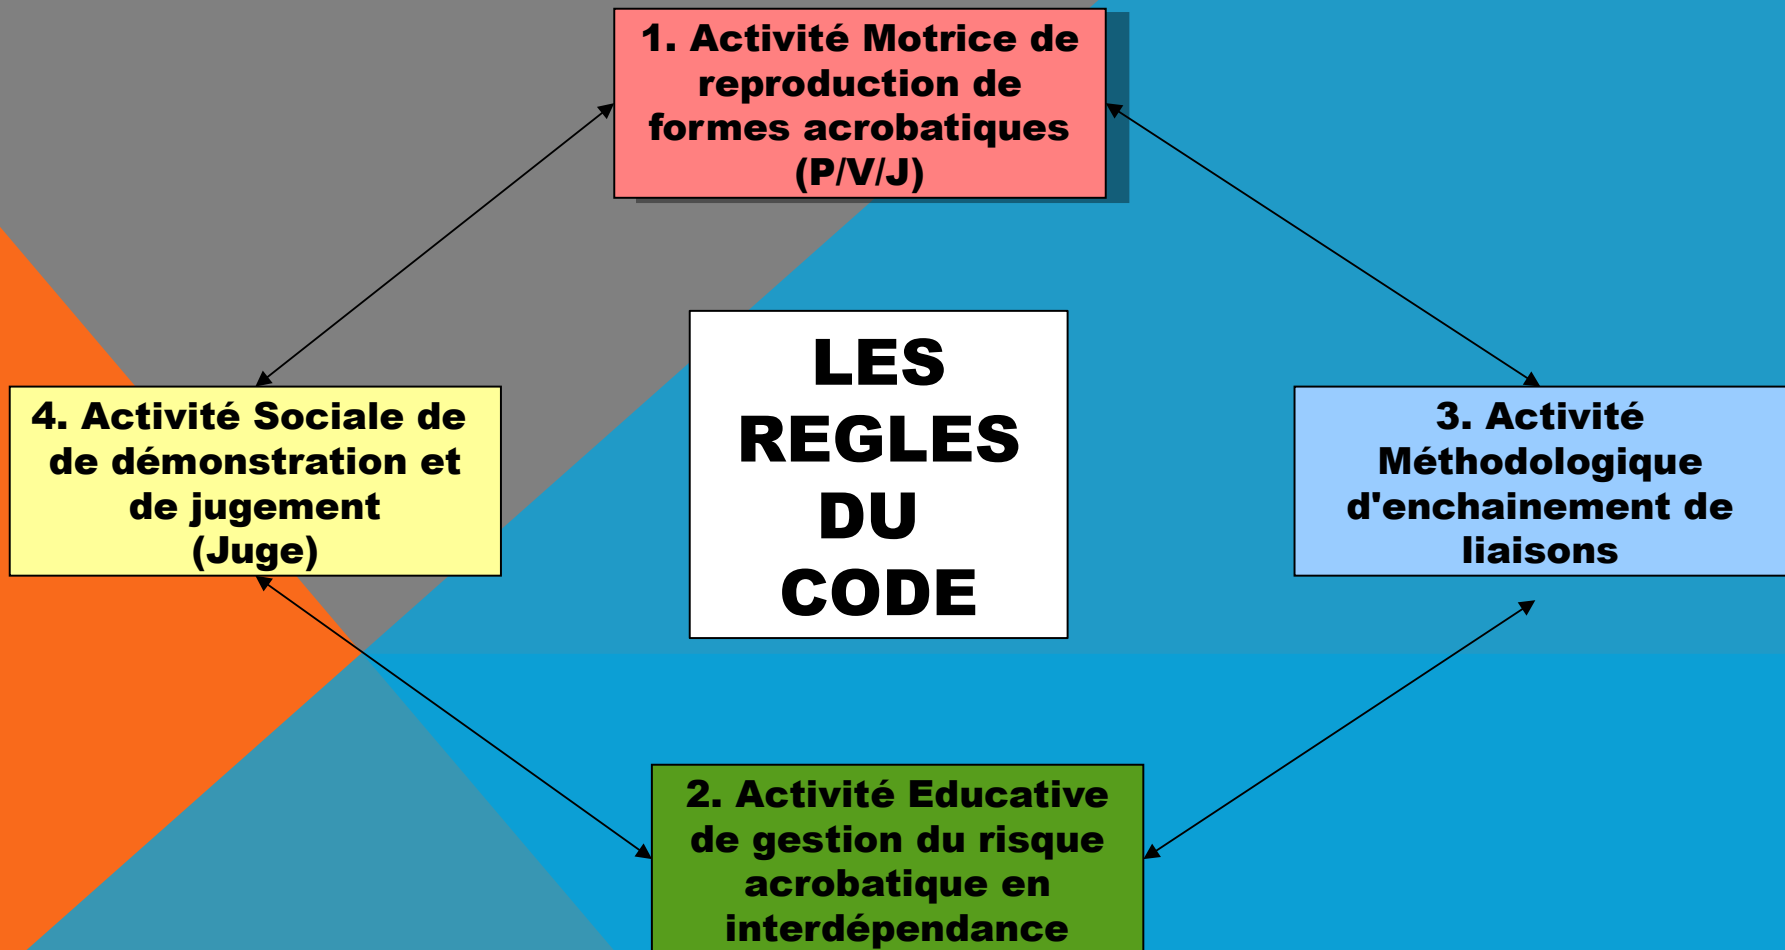 1. Activité Motrice de
reproduction de
formes acrobatiques
(P/V/J)
LES
REGLES
DU
CODE
4. Activité Sociale de
de démonstration et
de jugement
(Juge)
3. Activité
Méthodologique
d'enchainement de
liaisons
2. Activité Educative
de gestion du risque
acrobatique en
interdépendance